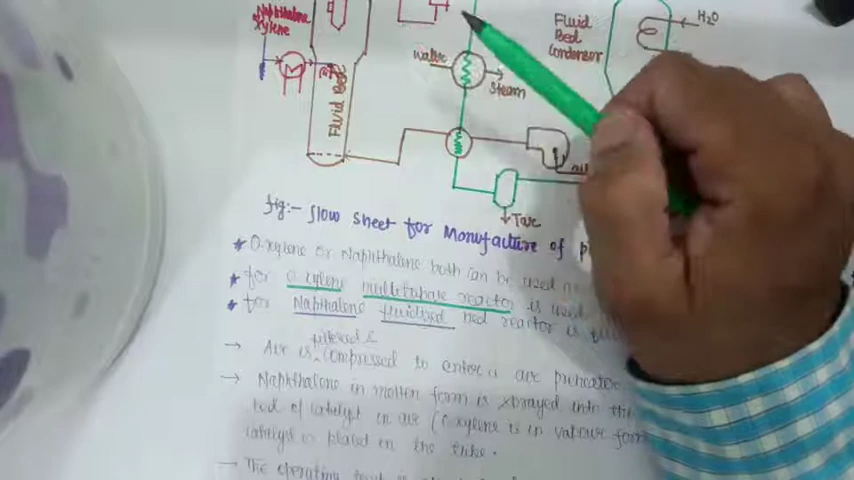 Naphthalene
Xylene
Fluid Bed
water
Steam
Fluid
Bed
Condensor
H2O
Tar
fig:- flow sheet for Manufacture of
* O-xylene or Naphthalene both can be used
* for o-xylene multitubular reactor is used
* for Naphthalene fluidized bed reactor is
filtered &
→ Air is compressed to enter a air preheater
→ Naphthalene in molten form is sprayed into the
bed of catalyst in air (o-xylene is in vapour form
catalyst is placed in the tube.
→ The operating